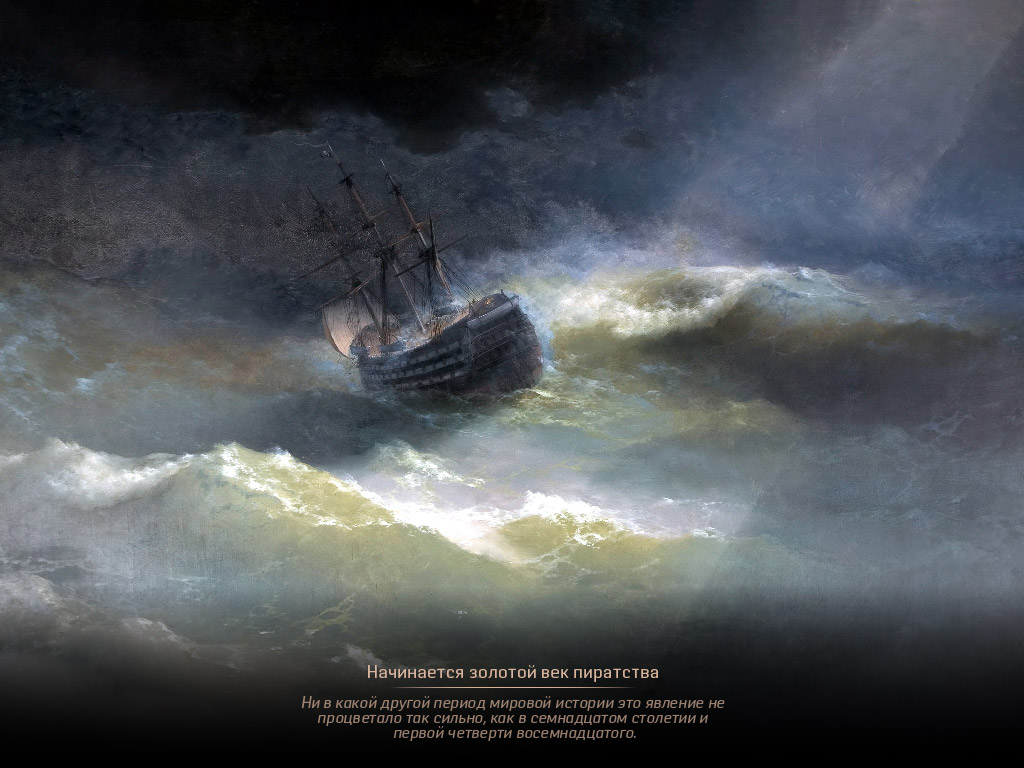 Начинается золотой век пиратства
Ни в какой другой период мировой истории это явление не
процветало так сильно, как в семнадцатом столетии и
первой четверти восемнадцатого.